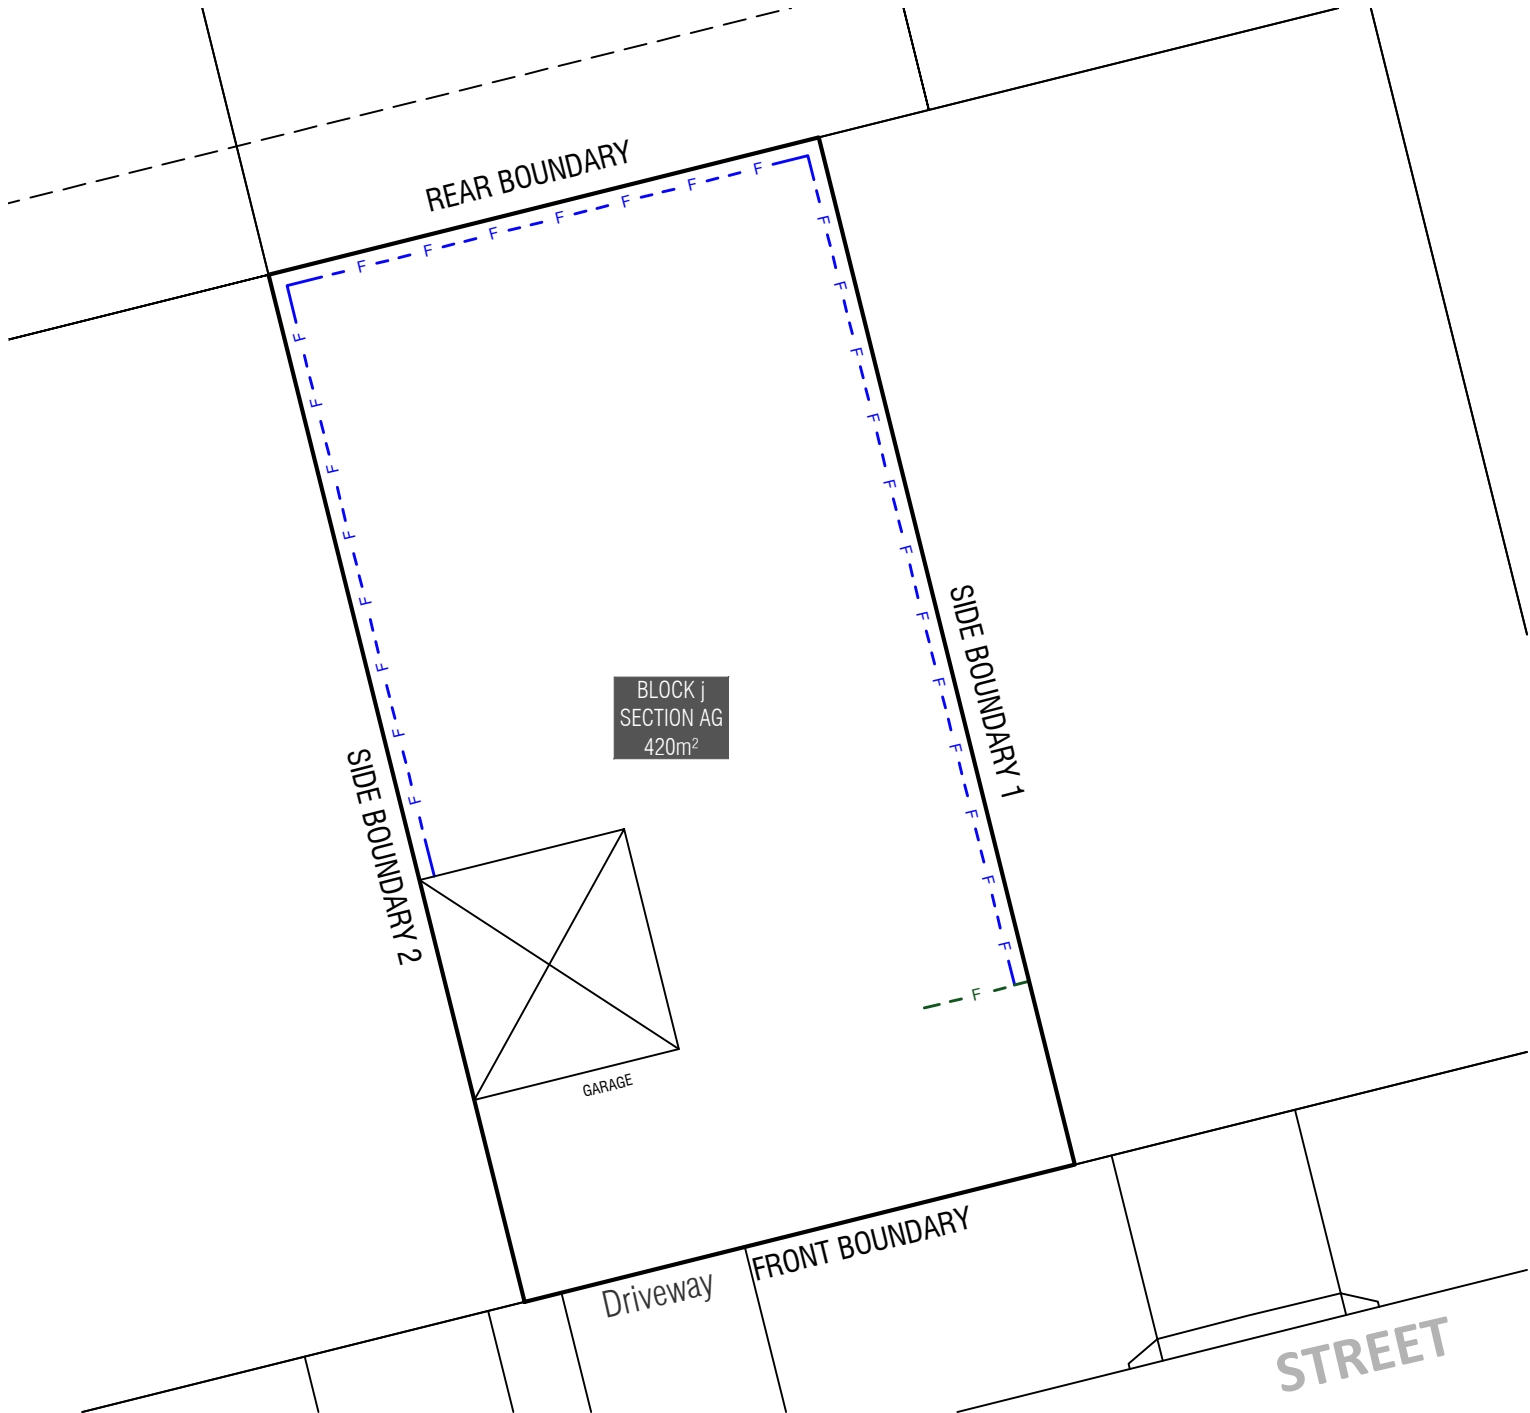 REAR BOUNDARY
F F F F F F F
F F F F F F F F F F F F
F F F F F F F F
SIDE BOUNDARY 1
BLOCK j
SECTION AG
420m²
SIDE BOUNDARY 2
F
GARAGE
FRONT BOUNDARY
Driveway
STREET